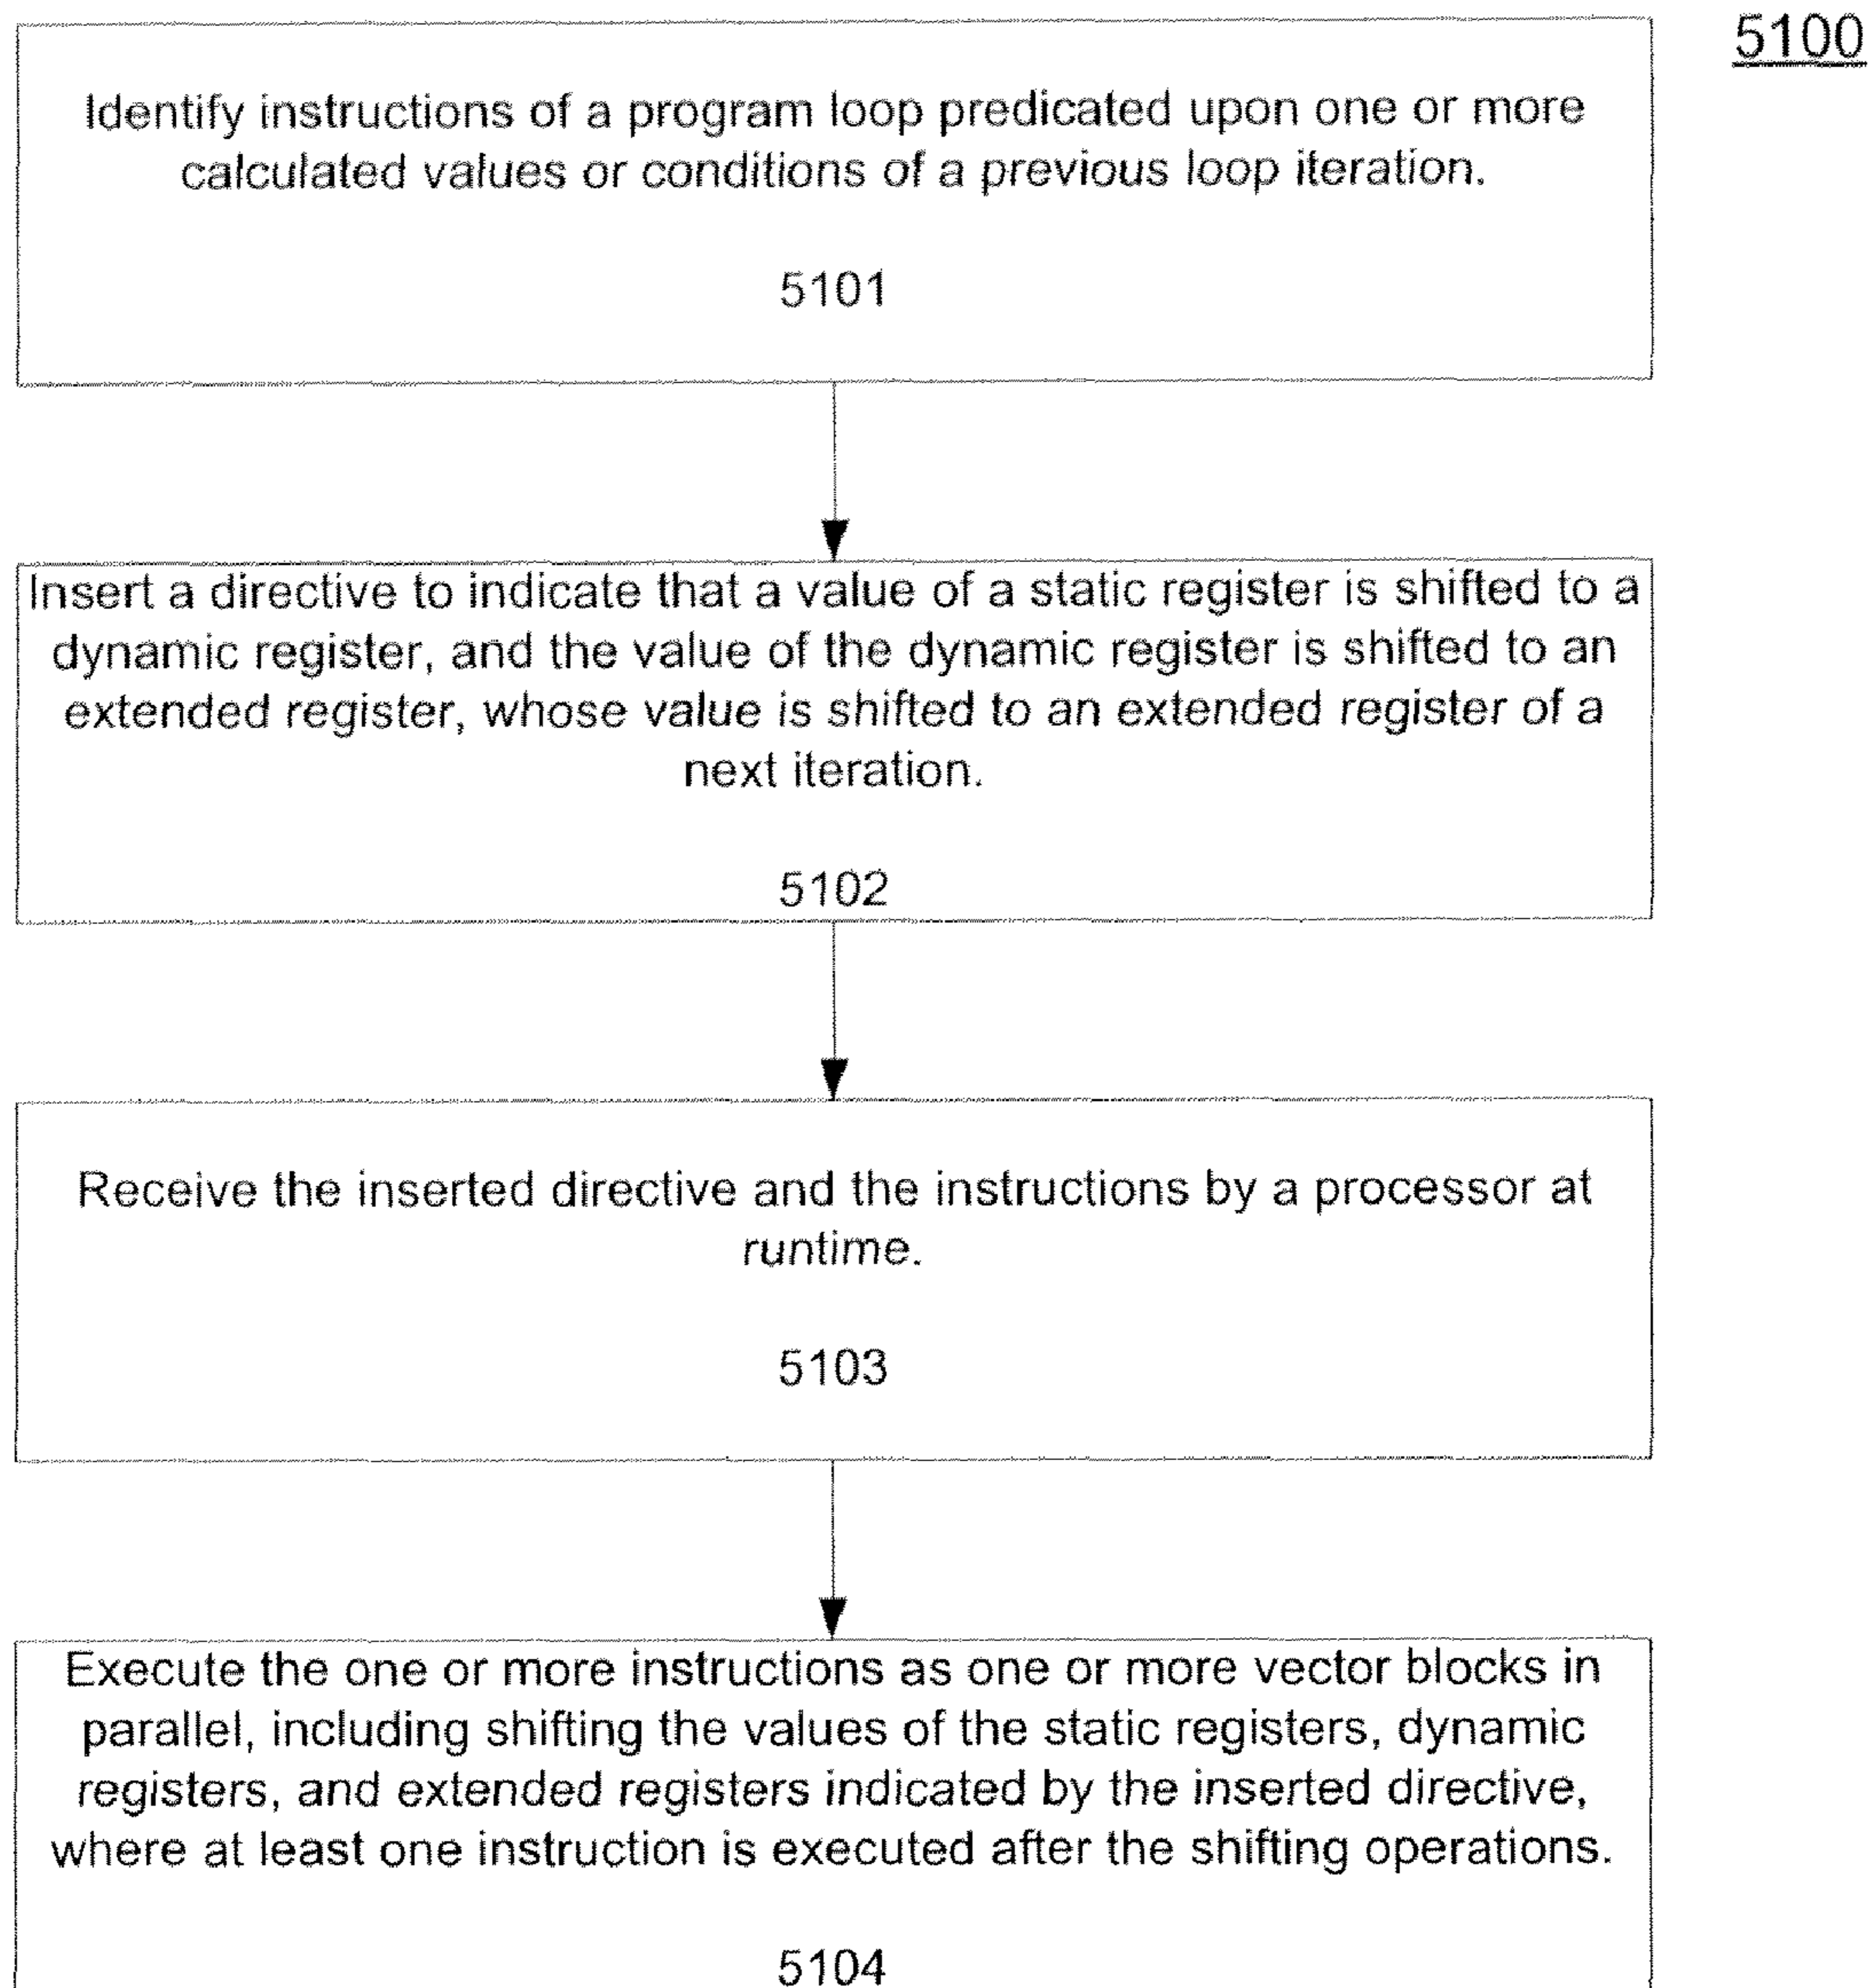 5100
Identify instructions of a program loop predicated upon one or more
calculated values or conditions of a previous loop iteration.
5101
Insert a directive to indicate that a value of a static register is shifted to a
dynamic register, and the value of the dynamic register is shifted to an
extended register, whose value is shifted to an extended register of a
next iteration.
5102
Receive the inserted directive and the instructions by a processor at
runtime.
5103
Execute the one or more instructions as one or more vector blocks in
parallel, including shifting the values of the static registers, dynamic
registers, and extended registers indicated by the inserted directive,
where at least one instruction is executed after the shifting operations.
5104